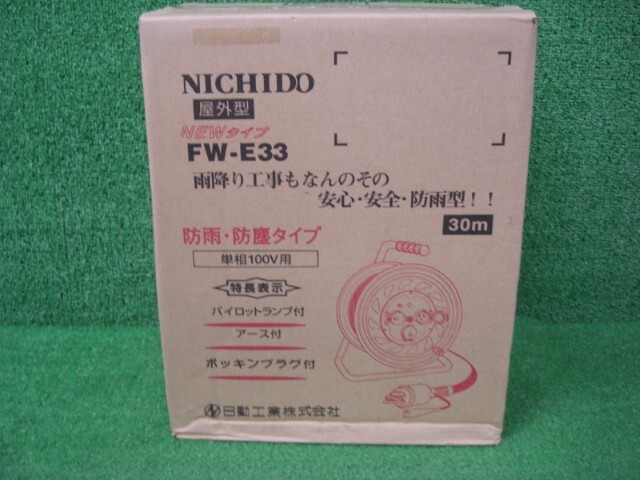 NICHIDO
屋外型
NEWタイプ
FW-E33
雨降り工事もなんのその
安心・安全・防雨型!!
30m
防雨・防塵タイプ
単相100V用
特長表示
パイロットランプ付
アース付
ポッキンプラグ付
日動工業株式会社